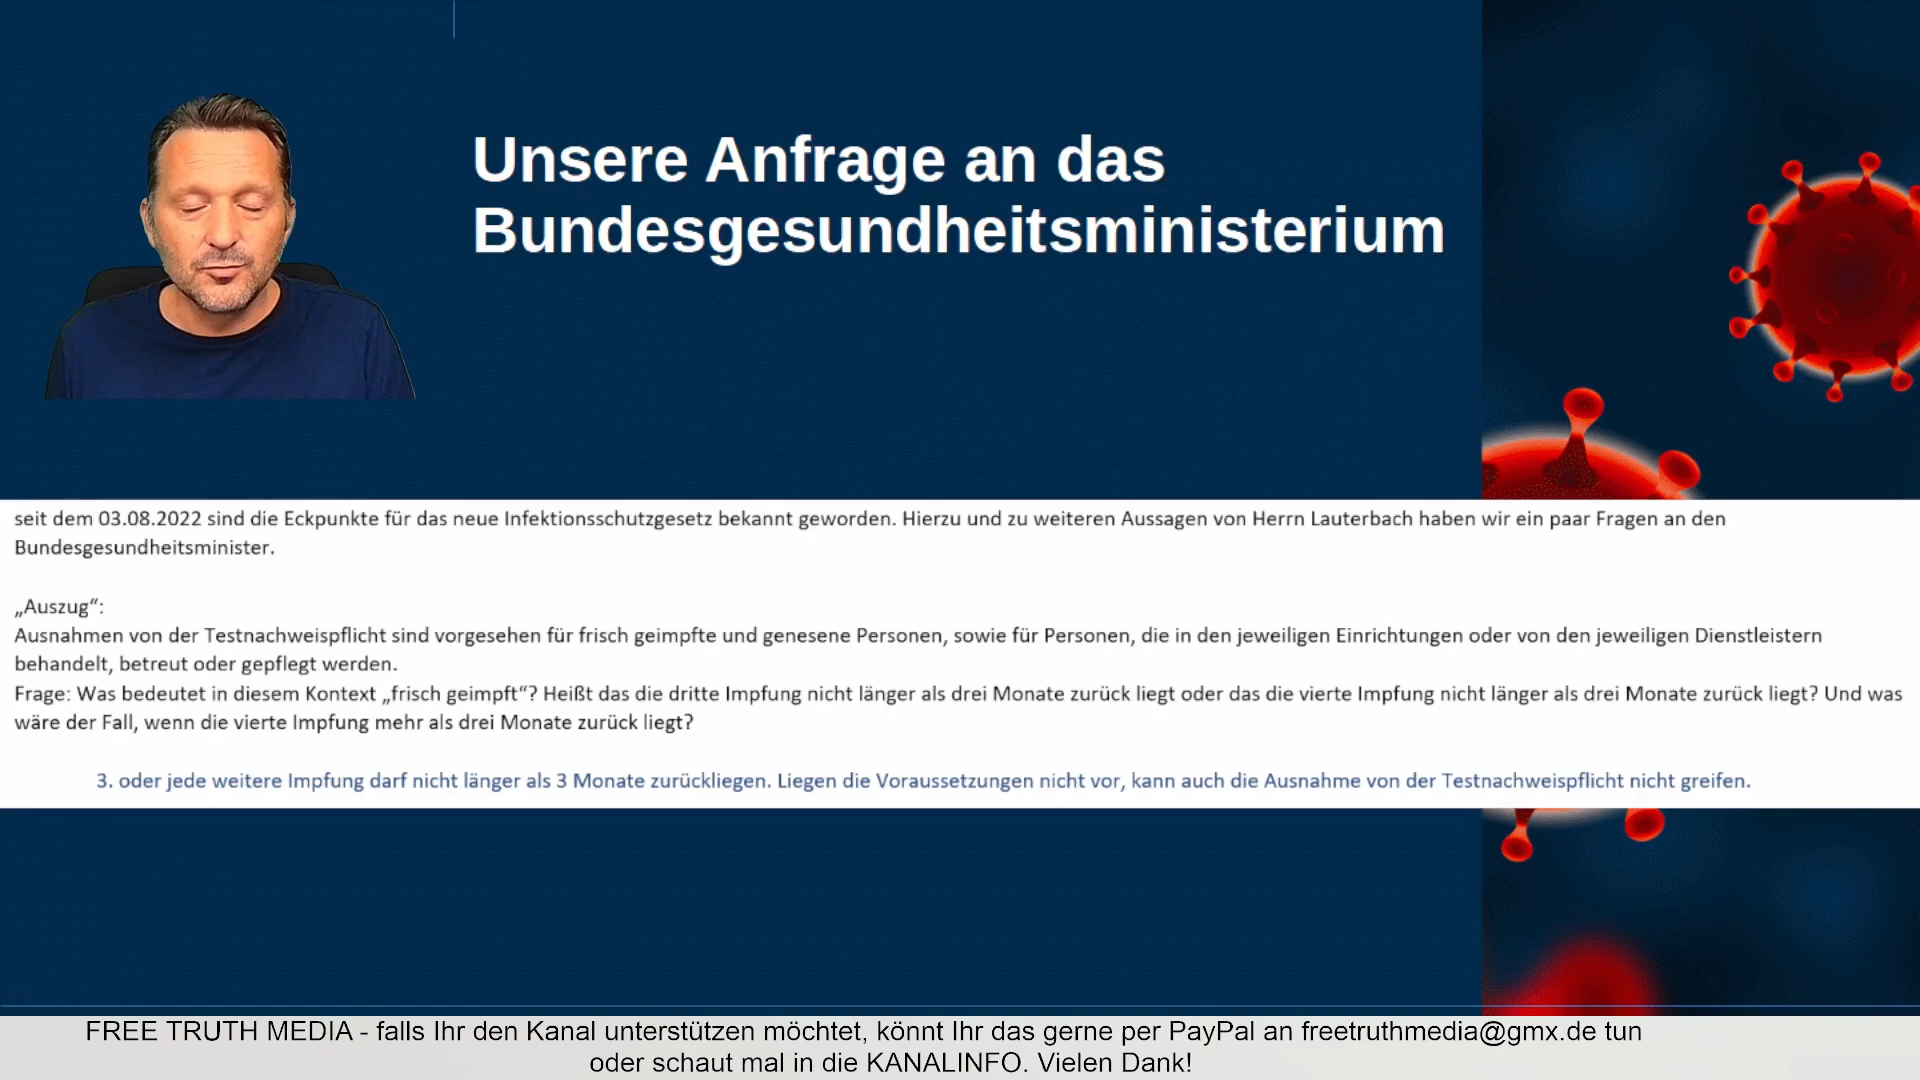 Unsere Anfrage an das
Bundesgesundheitsministerium
seit dem 03.08.2022 sind die Eckpunkte für das neue Infektionsschutzgesetz bekannt geworden. Hierzu und zu weiteren Aussagen von Herrn Lauterbach haben wir ein paar Fragen an den
Bundesgesundheitsminister.
„Auszug“:
Ausnahmen von der Testnachweispflicht sind vorgesehen für frisch geimpfte und genesene Personen, sowie für Personen, die in den jeweiligen Einrichtungen oder von den jeweiligen Dienstleistern
behandelt, betreut oder gepflegt werden.
Frage: Was bedeutet in diesem Kontext „frisch geimpft“? Heißt das die dritte Impfung nicht länger als drei Monate zurück liegt oder das die vierte Impfung nicht länger als drei Monate zurück liegt? Und was
wäre der Fall, wenn die vierte Impfung mehr als drei Monate zurück liegt?
3. oder jede weitere Impfung darf nicht länger als 3 Monate zurückliegen. Liegen die Voraussetzungen nicht vor, kann auch die Ausnahme von der Testnachweispflicht nicht greifen.
FREE TRUTH MEDIA - falls Ihr den Kanal unterstützen möchtet, könnt Ihr das gerne per PayPal an freetruthmedia@gmx.de tun
oder schaut mal in die KANALINFO. Vielen Dank!